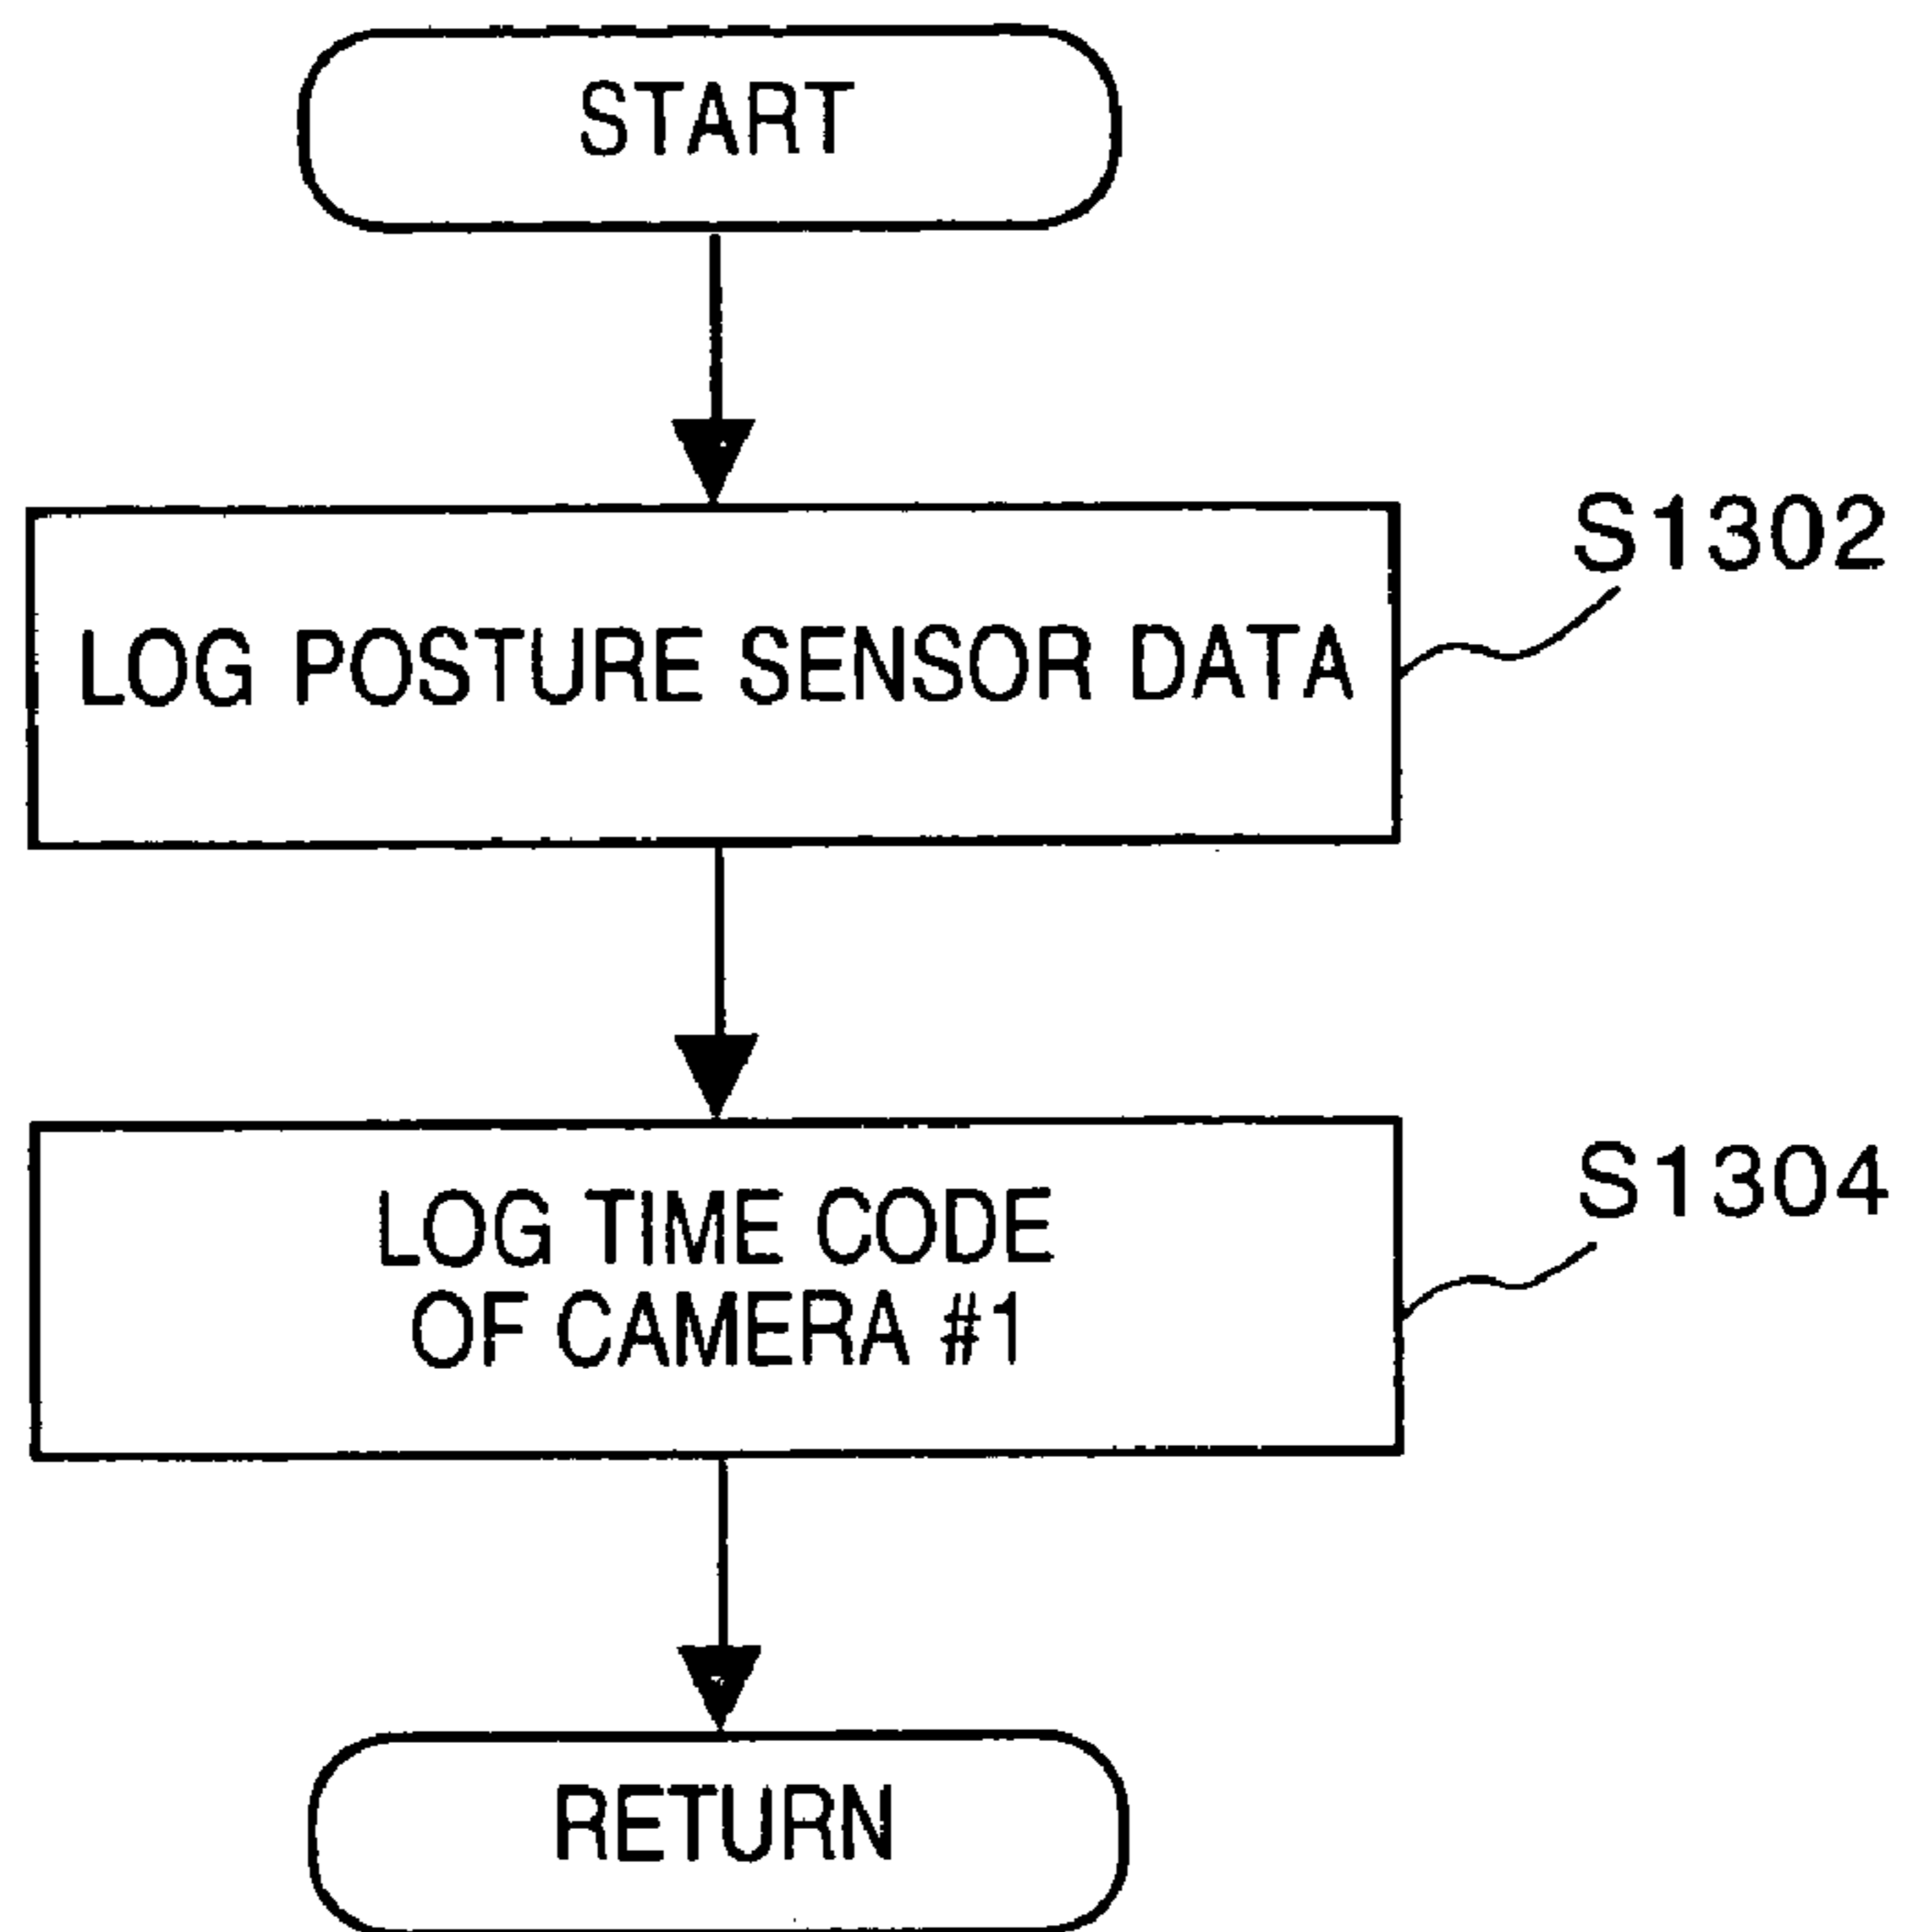 START
S1302
LOG POSTURE SENSOR DATA
S1304
LOG TIME CODE
OF CAMERA #1
RETURN